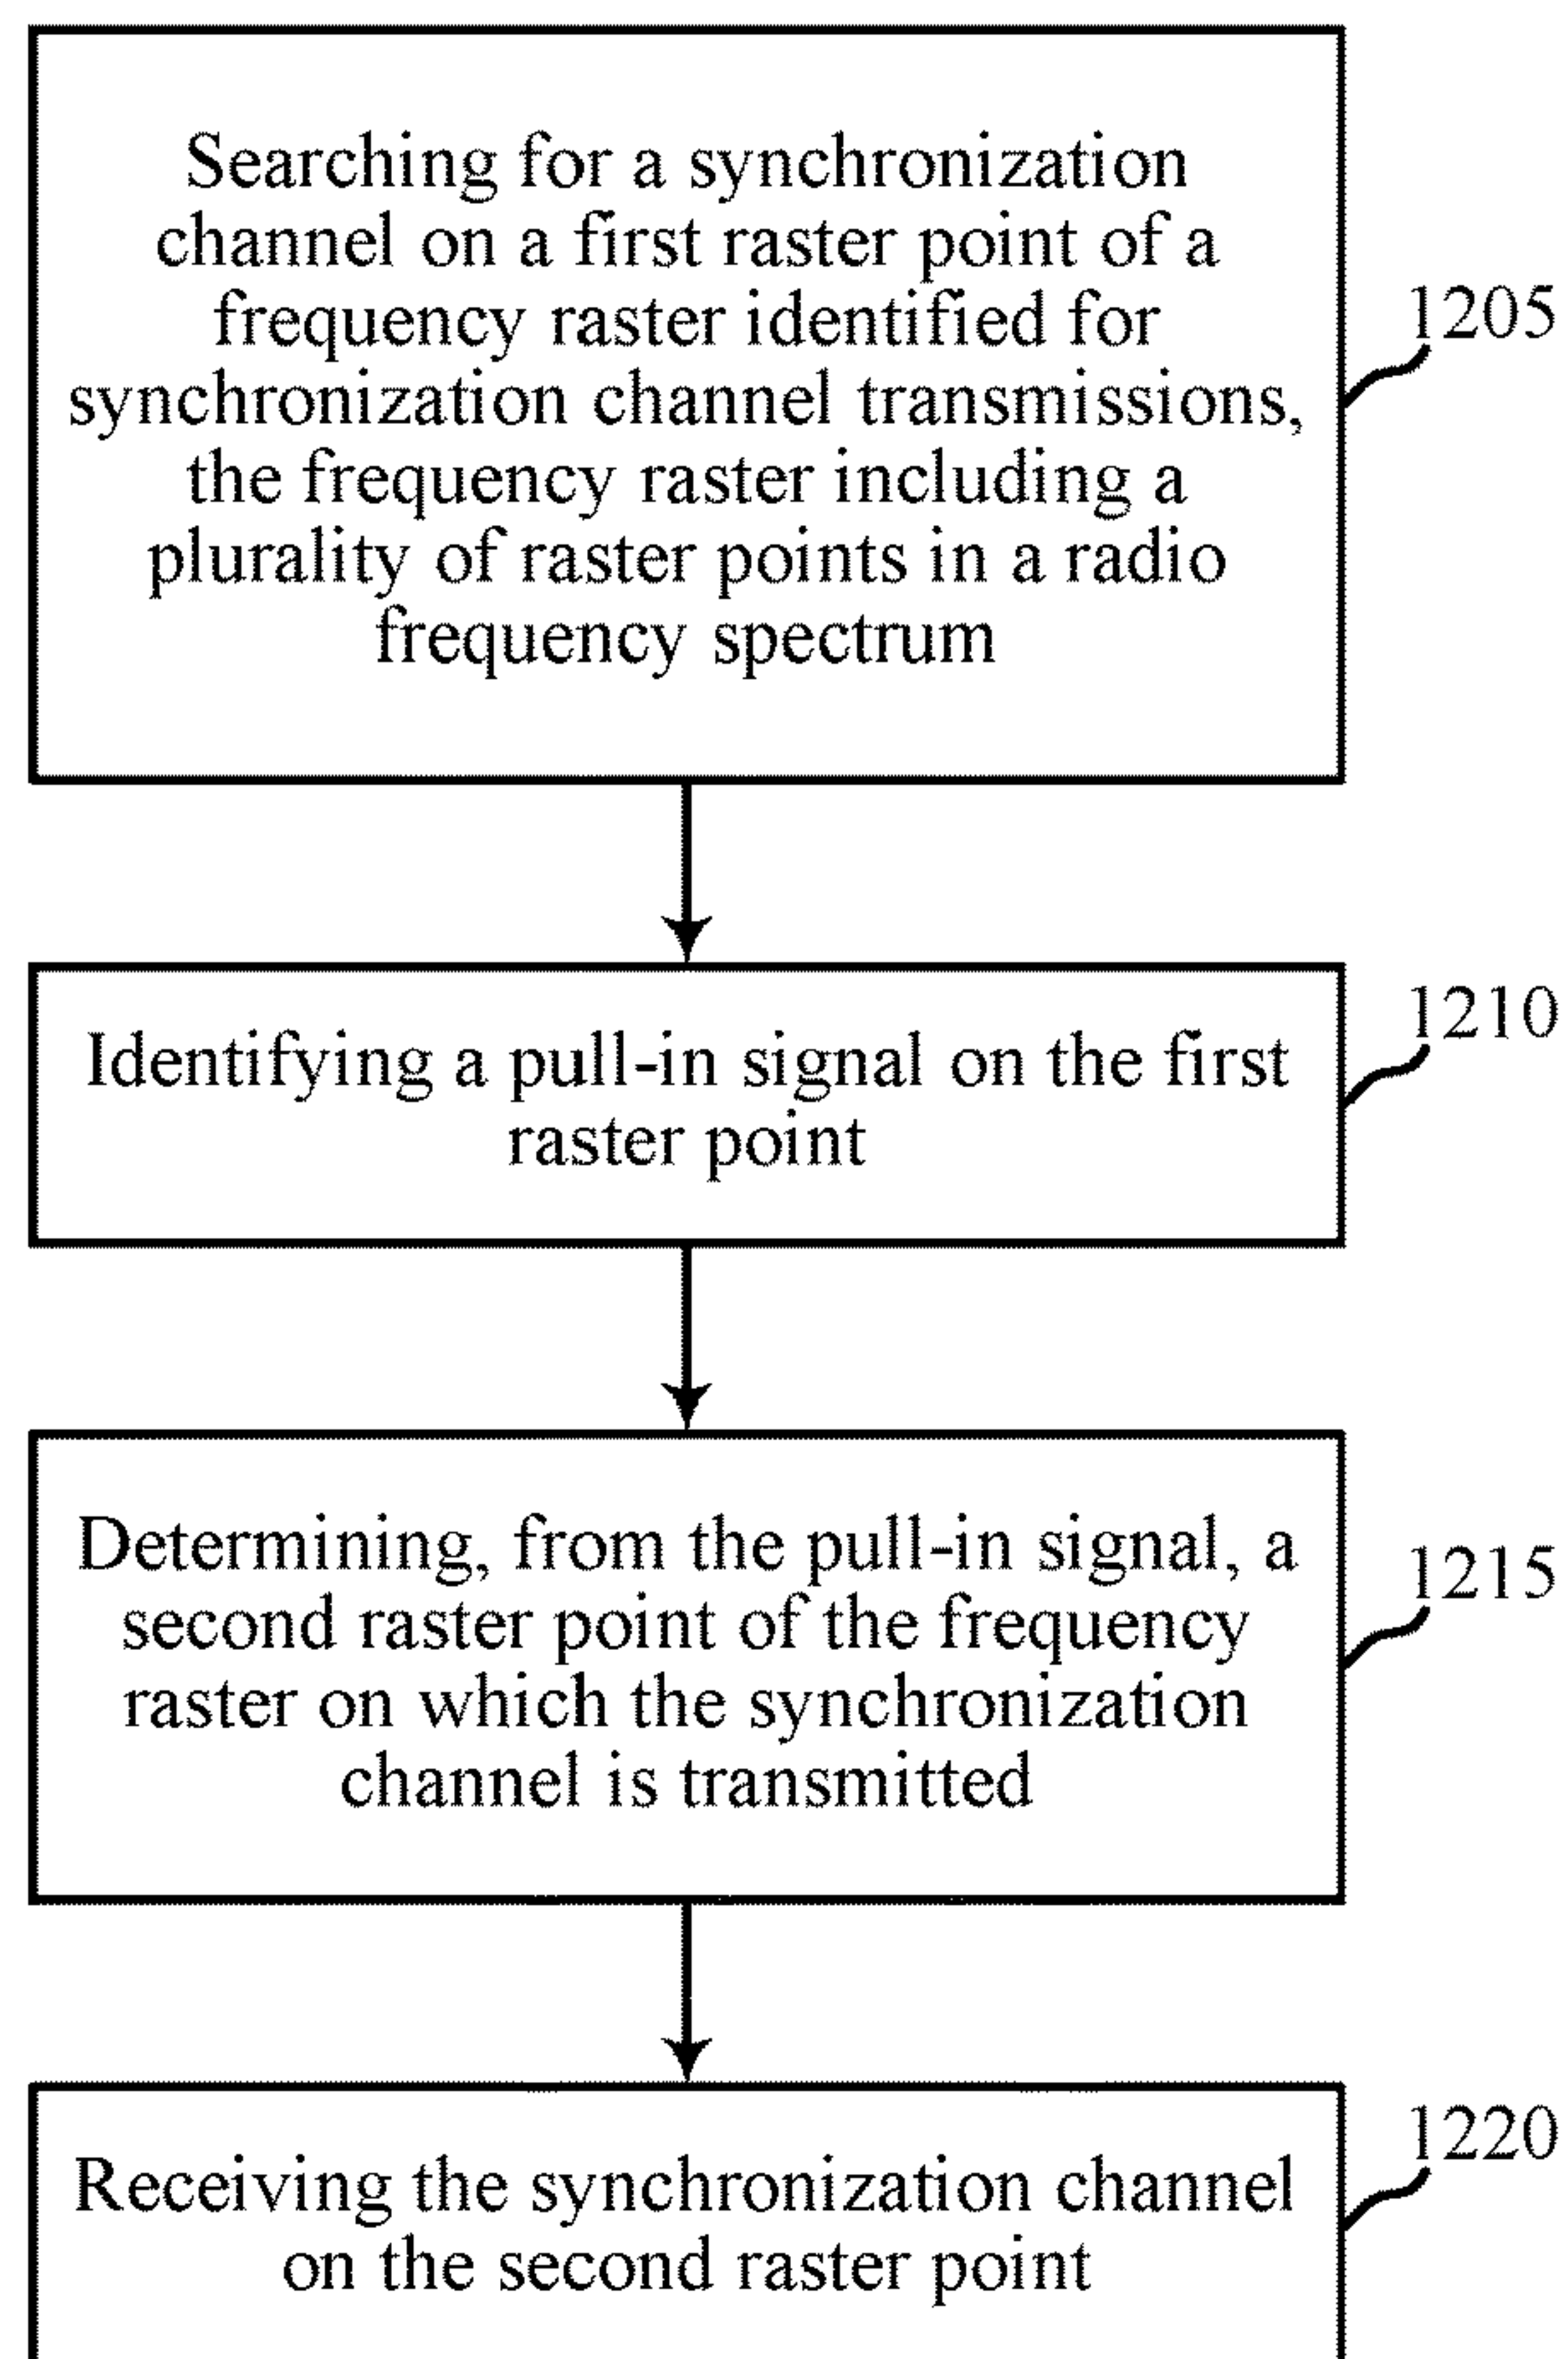 Searching for a synchronization
channel on a first raster point of a
frequency raster identified for
synchronization channel transmissions,
the frequency raster including a
plurality of raster points in a radio
frequency spectrum
1205
Identifying a pull-in signal on the first
raster point
1210
Determining, from the pull-in signal, a
second raster point of the frequency
raster on which the synchronization
channel is transmitted
1215
Receiving the synchronization channel
on the second raster point
1220